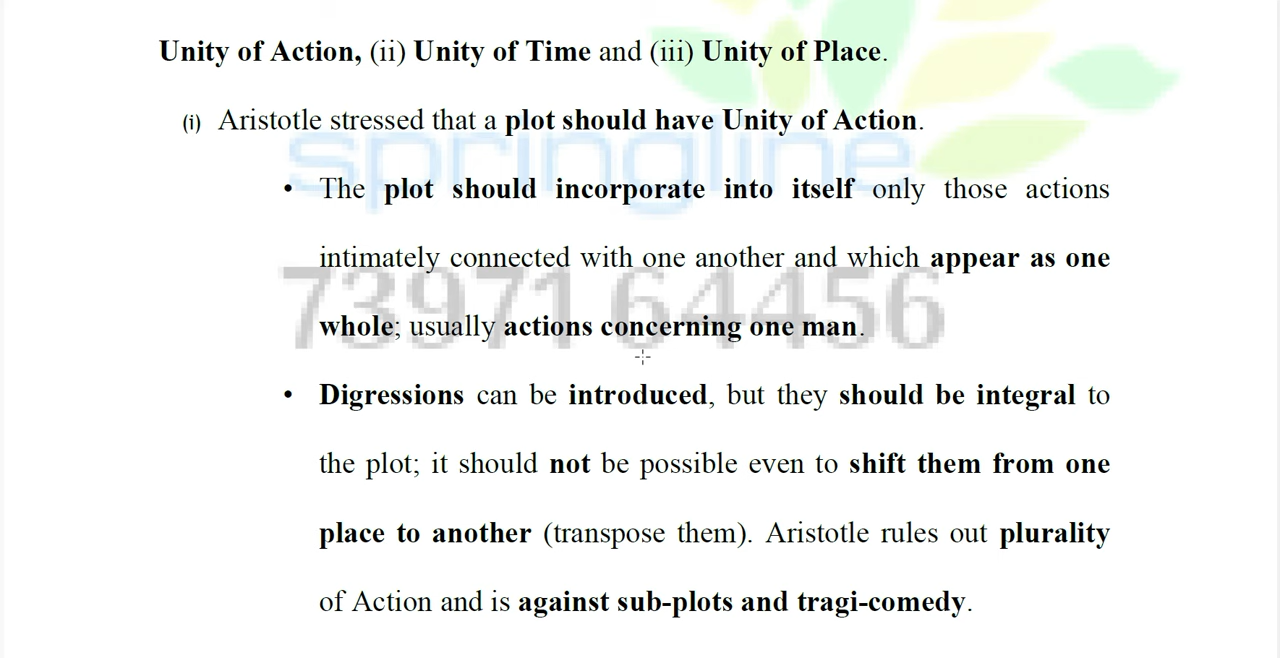 Unity of Action, (ii) Unity of Time and (iii) Unity of Place.
(i) Aristotle stressed that a plot should have Unity of Action.
springline
• The plot should incorporate into itself only those actions
intimately connected with one another and which appear as one
73971 64456
whole; usually actions concerning one man.
• Digressions can be introduced, but they should be integral to
the plot; it should not be possible even to shift them from one
place to another (transpose them). Aristotle rules out plurality
of Action and is against sub-plots and tragi-comedy.